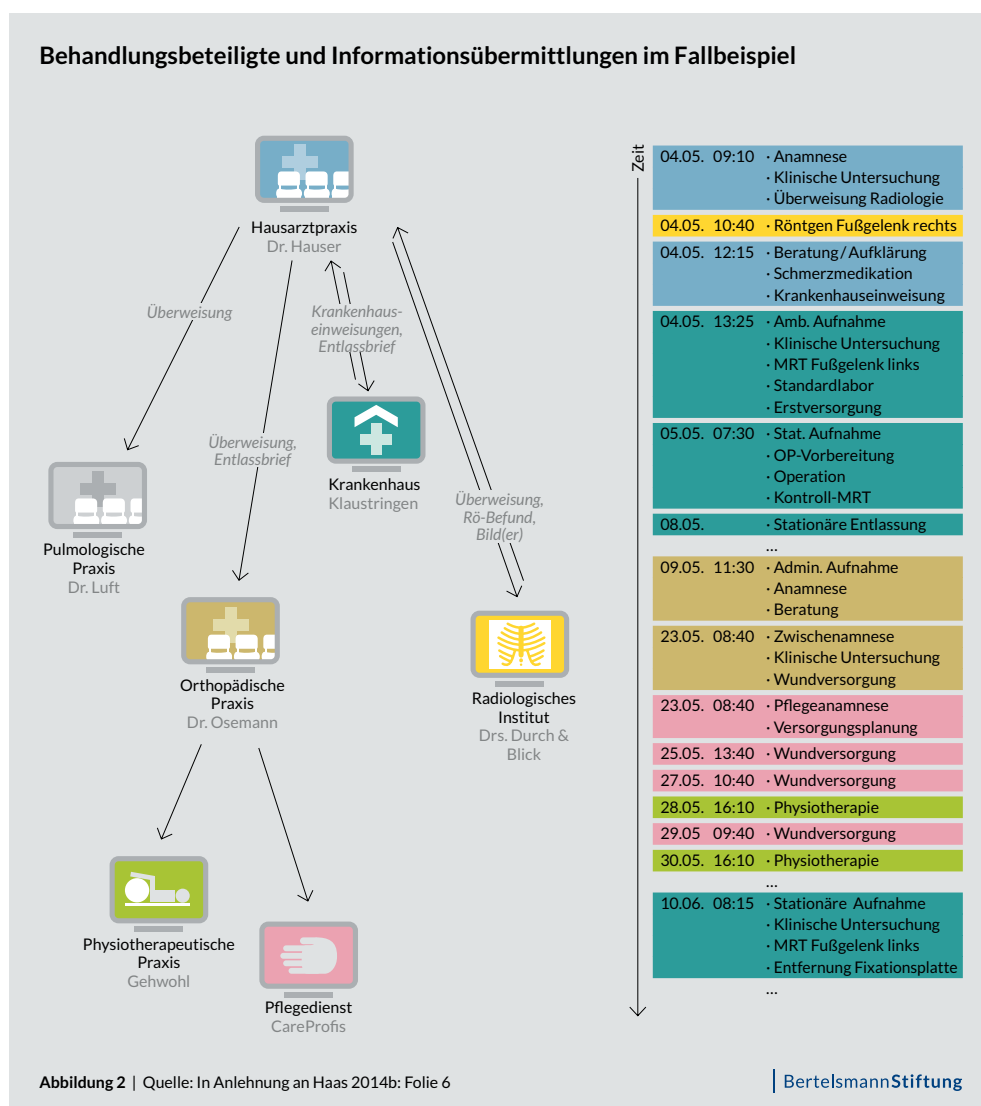 Behandlungsbeteiligte und Informationsübermittlungen im Fallbeispiel
Hausarztpraxis
Dr. Hauser
Überweisung
Krankenhaus-
einweisungen,
Entlassbrief
Überweisung,
Entlassbrief
Krankenhaus
Klaustringen
Überweisung,
Rö-Befund,
Bild(er)
Pulmologische
Praxis
Dr. Luft
Orthopädische
Praxis
Dr. Osemann
Radiologisches
Institut
Drs. Durch &
Blick
Physiotherapeutische
Praxis
Gehwohl
Pflegedienst
CareProfis
Zeit
04.05. 09:10 · Anamnese
· Klinische Untersuchung
· Überweisung Radiologie
04.05. 10:40 · Röntgen Fußgelenk rechts
04.05. 12:15 · Beratung/Aufklärung
· Schmerzmedikation
· Krankenhauseinweisung
04.05. 13:25 · Amb. Aufnahme
· Klinische Untersuchung
· MRT Fußgelenk links
· Standardlabor
· Erstversorgung
05.05. 07:30 · Stat. Aufnahme
· OP-Vorbereitung
· Operation
· Kontroll-MRT
08.05. · Stationäre Entlassung
...
09.05. 11:30 · Admin. Aufnahme
· Anamnese
· Beratung
23.05. 08:40 · Zwischenamnese
· Klinische Untersuchung
· Wundversorgung
23.05. 08:40 · Pflegeanamnese
· Versorgungsplanung
25.05. 13:40 · Wundversorgung
27.05. 10:40 · Wundversorgung
28.05. 16:10 · Physiotherapie
29.05 09:40 · Wundversorgung
30.05. 16:10 · Physiotherapie
...
10.06. 08:15 · Stationäre Aufnahme
· Klinische Untersuchung
· MRT Fußgelenk links
· Entfernung Fixationsplatte
...
Abbildung 2 | Quelle: In Anlehnung an Haas 2014b: Folie 6
BertelsmannStiftung